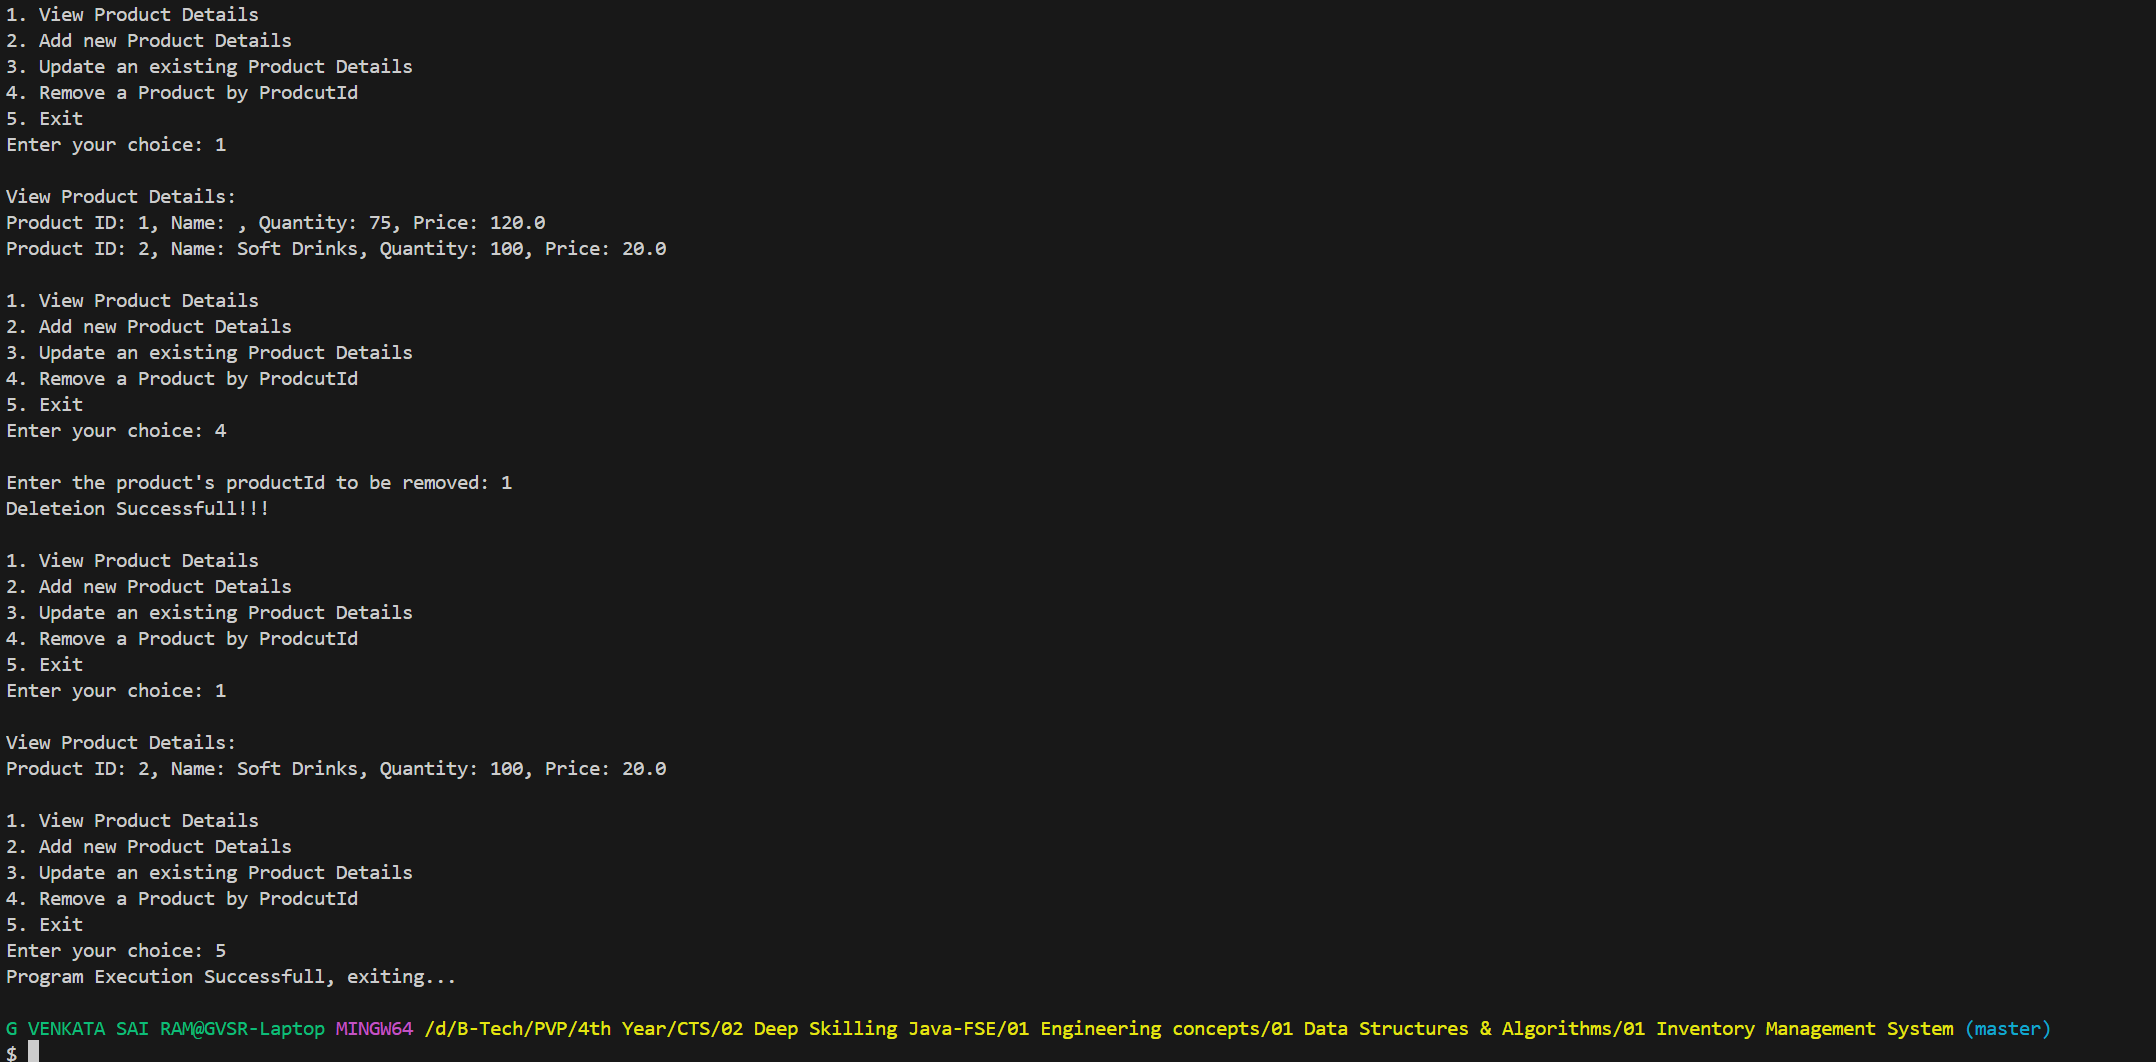 1. View Product Details
2. Add new Product Details
3. Update an existing Product Details
4. Remove a Product by ProdcutId
5. Exit
Enter your choice: 1
View Product Details:
Product ID: 1, Name: , Quantity: 75, Price: 120.0
Product ID: 2, Name: Soft Drinks, Quantity: 100, Price: 20.0
1. View Product Details
2. Add new Product Details
3. Update an existing Product Details
4. Remove a Product by ProdcutId
5. Exit
Enter your choice: 4
Enter the product's productId to be removed: 1
Deleteion Successfull!!!
1. View Product Details
2. Add new Product Details
3. Update an existing Product Details
4. Remove a Product by ProdcutId
5. Exit
Enter your choice: 1
View Product Details:
Product ID: 2, Name: Soft Drinks, Quantity: 100, Price: 20.0
1. View Product Details
2. Add new Product Details
3. Update an existing Product Details
4. Remove a Product by ProdcutId
5. Exit
Enter your choice: 5
Program Execution Successfull, exiting...
G VENKATA SAI RAM@GVSR-Laptop MINGW64 /d/B-Tech/PVP/4th Year/CTS/02 Deep Skilling Java-FSE/01 Engineering concepts/01 Data Structures & Algorithms/01 Inventory Management System (master)
$